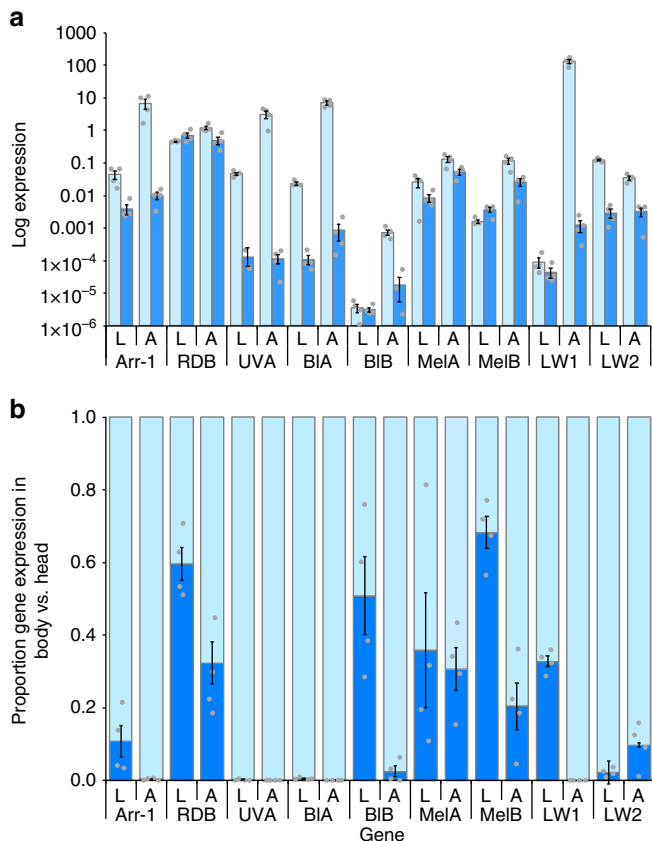 a
Log expression
1000
100
10
1
0.1
0.01
0.001
1×10⁻⁴
1×10⁻⁵
1×10⁻⁶
L A L A L A L A L A L A L A L A L A
Arr-1 RDB UVA BlA BlB MelA MelB LW1 LW2
b
Proportion gene expression in
body vs. head
1.0
0.8
0.6
0.4
0.2
0.0
L A L A L A L A L A L A L A L A L A
Arr-1 RDB UVA BlA BlB MelA MelB LW1 LW2
Gene